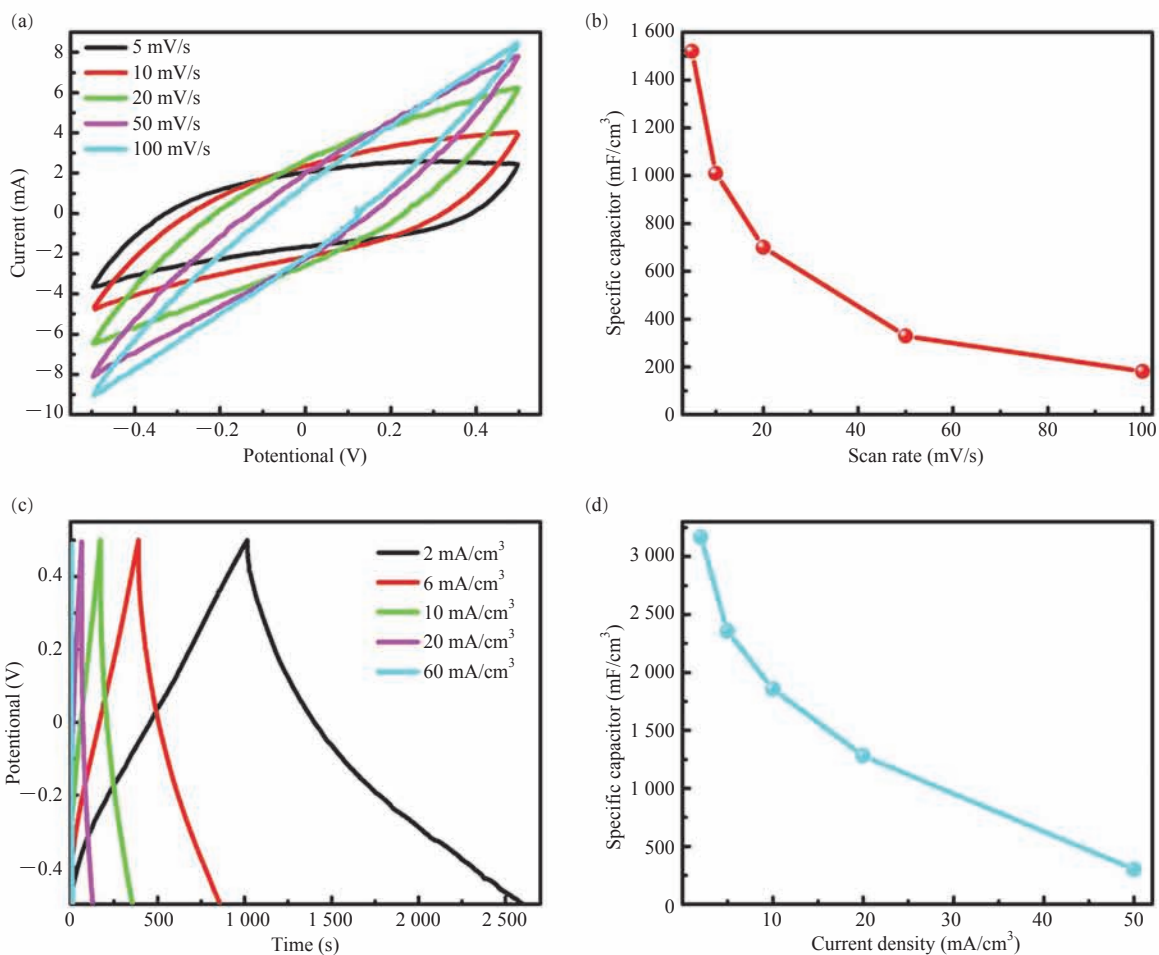 (a)
8
6
4
2
0
−2
−4
−6
−8
−10
Current (mA)
5 mV/s
10 mV/s
20 mV/s
50 mV/s
100 mV/s
−0.4
−0.2
0
0.2
0.4
Potentional (V)
(b)
1 600
1 400
1 200
1 000
800
600
400
200
0
Specific capacitor (mF/cm³)
20
40
60
80
100
Scan rate (mV/s)
(c)
0.4
0.2
0
−0.2
−0.4
Potentional (V)
2 mA/cm³
6 mA/cm³
10 mA/cm³
20 mA/cm³
60 mA/cm³
0
500
1 000
1 500
2 000
2 500
Time (s)
(d)
3 000
2 500
2 000
1 500
1 000
500
0
Specific capacitor (mF/cm³)
10
20
30
40
50
Current density (mA/cm³)